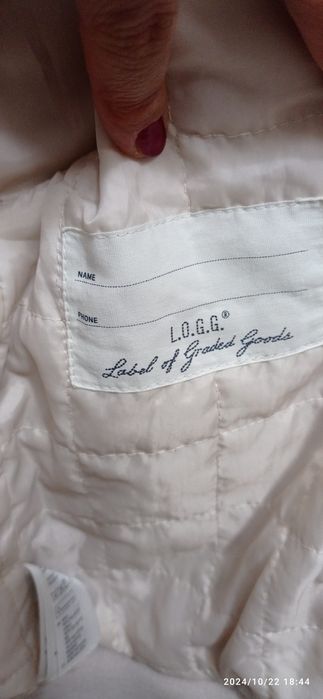 NAME
PHONE
L.O.G.G.®
Label of Graded Goods
2024/10/22 18:44